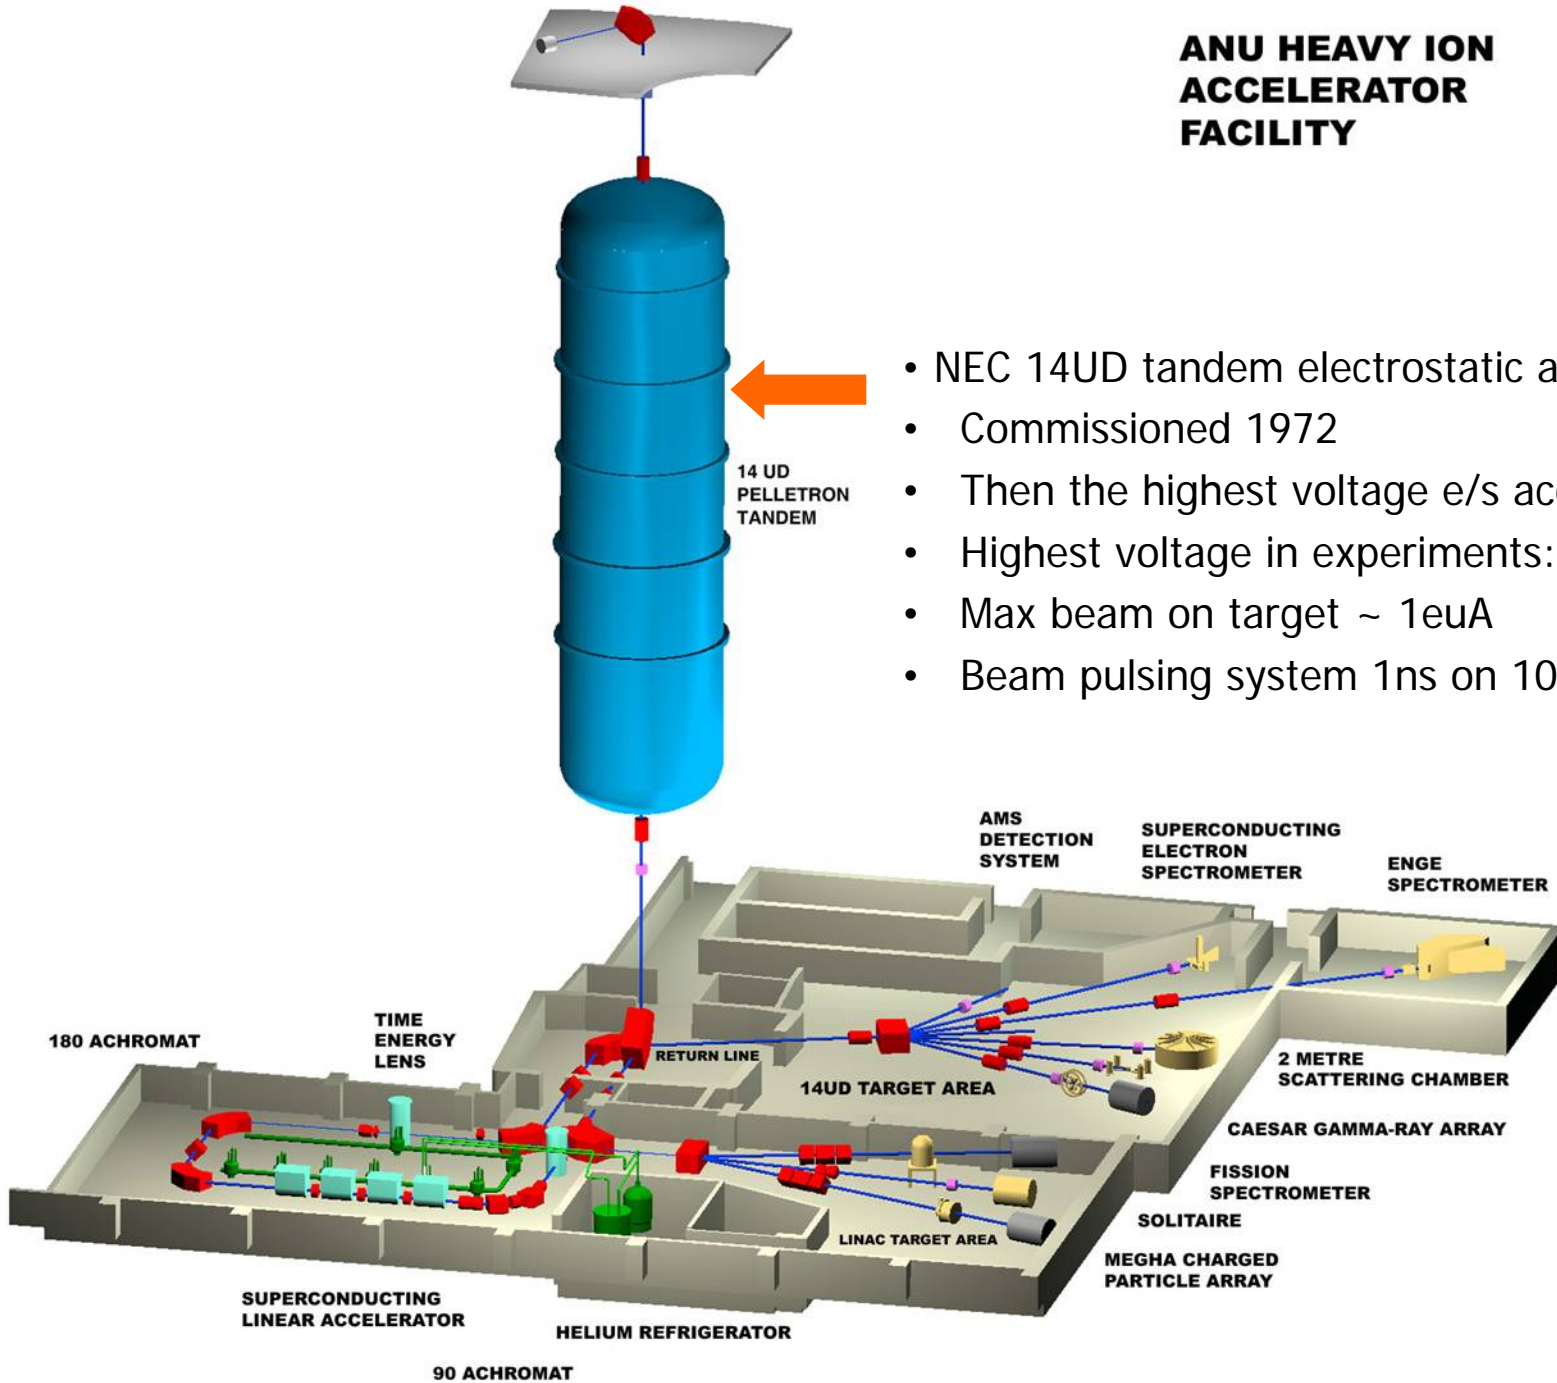 ANU HEAVY ION
ACCELERATOR
FACILITY
• NEC 14UD tandem electrostatic
• Commissioned 1972
• Then the highest voltage e/s
• Highest voltage in experiments:
• Max beam on target ~ 1euA
• Beam pulsing system 1ns on
14 UD
PELLETRON
TANDEM
AMS
DETECTION
SYSTEM
SUPERCONDUCTING
ELECTRON
SPECTROMETER
ENGE
SPECTROMETER
180 ACHROMAT
TIME
ENERGY
LENS
RETURN LINE
14UD TARGET AREA
2 METRE
SCATTERING CHAMBER
CAESAR GAMMA-RAY ARRAY
FISSION
SPECTROMETER
SOLITAIRE
LINAC TARGET AREA
MEGHA CHARGED
PARTICLE ARRAY
SUPERCONDUCTING
LINEAR ACCELERATOR
HELIUM REFRIGERATOR
90 ACHROMAT